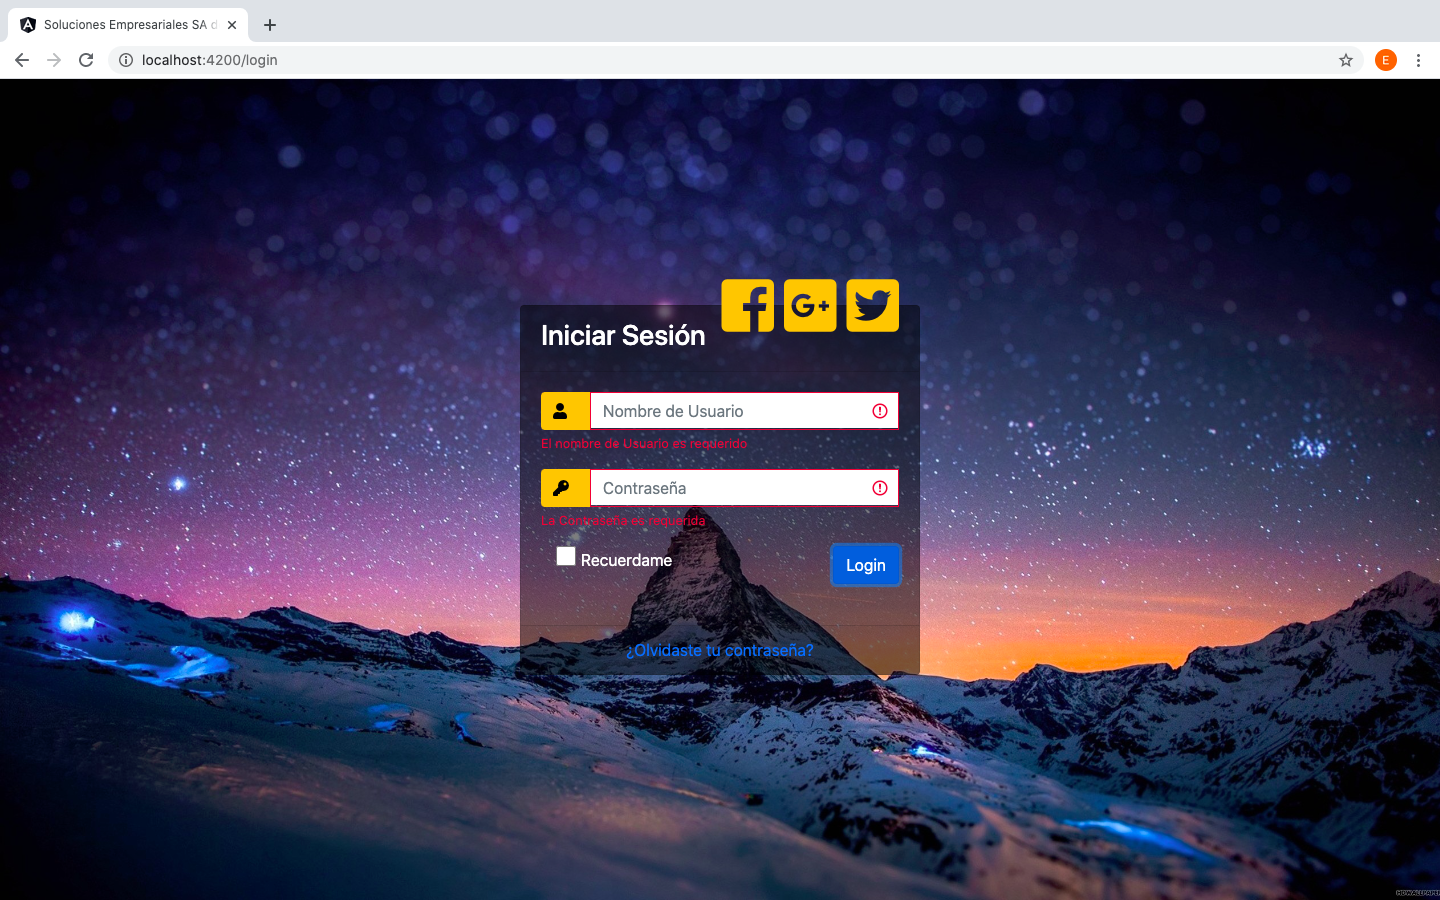 Soluciones Empresariales SA d
localhost:4200/login
E
Iniciar Sesión
Nombre de Usuario
El nombre de Usuario es requerido
Contraseña
La Contraseña es requerida
Recuerdame
Login
¿Olvidaste tu contraseña?